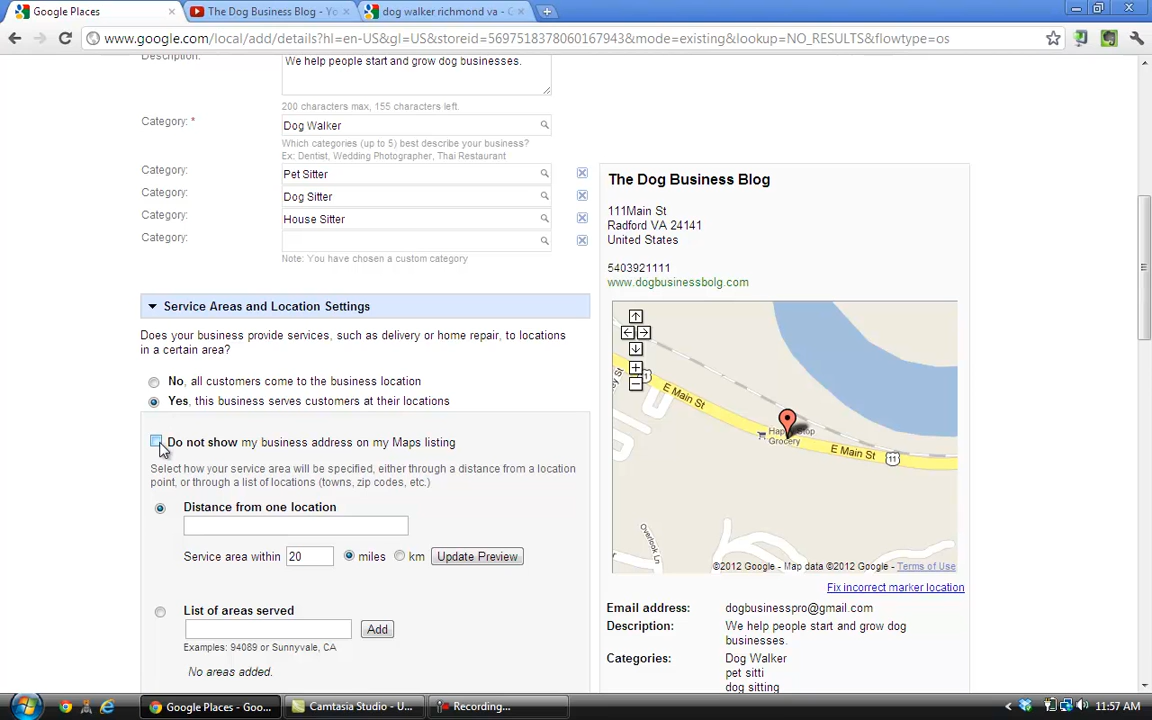 Google Places
The Dog Business Blog - Yo
dog walker richmond va - G
www.google.com/local/add/details?hl=en-US&gl=US&storeid=5697518378060167943&mode=existing&lookup=NO_RESULTS&flowtype=os
Description:
We help people start and grow dog businesses.
200 characters max, 155 characters left.
Category: *
Dog Walker
Which categories (up to 5) best describe your business?
Ex: Dentist, Wedding Photographer, Thai Restaurant
Category:
Pet Sitter
Category:
Dog Sitter
Category:
House Sitter
Category:
Note: You have chosen a custom category
Service Areas and Location Settings
Does your business provide services, such as delivery or home repair, to locations
in a certain area?
No, all customers come to the business location
Yes, this business serves customers at their locations
Do not show my business address on my Maps listing
Select how your service area will be specified, either through a distance from a location
point, or through a list of locations (towns, zip codes, etc.)
Distance from one location
Service area within 20 miles km Update Preview
List of areas served
Add
Examples: 94089 or Sunnyvale, CA
No areas added.
The Dog Business Blog
111Main St
Radford VA 24141
United States
5403921111
www.dogbusinessbolg.com
E Main St
Grocery
E Main St
11
Overlook Ln
©2012 Google - Map data ©2012 Google - Terms of Use
Fix incorrect marker location
Email address: dogbusinesspro@gmail.com
Description: We help people start and grow dog
businesses.
Categories: Dog Walker
pet sitti
dog sitting
Google Places - Goo...
Camtasia Studio - U...
Recording...
11:57 AM